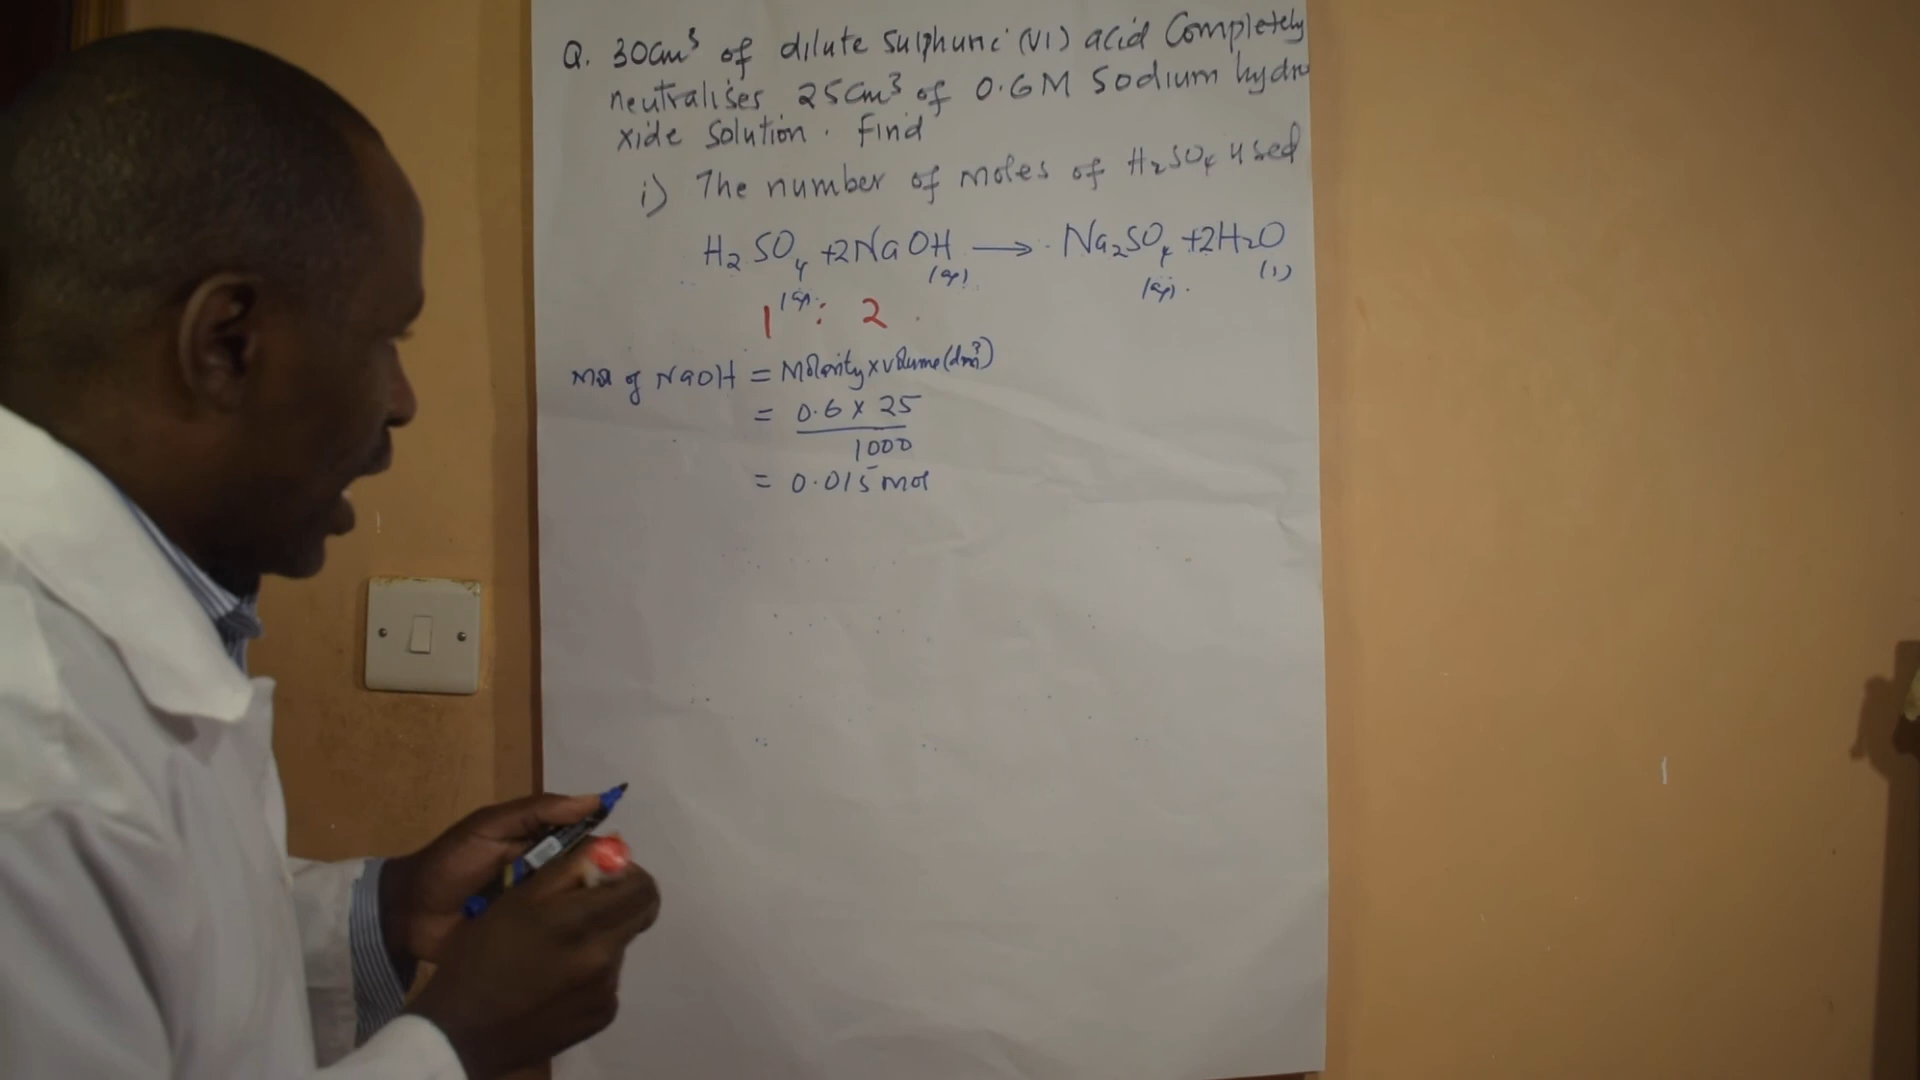 Q. 30cm³ of dilute sulphuric (VI) acid Completely
neutralises 25cm³ of 0.6M Sodium hydro
xide solution. Find
i) The number of moles of H₂SO₄ used
H₂SO₄(aq) + 2NaOH(aq) → Na₂SO₄(aq) + 2H₂O(l)
1 : 2
Mol of NaOH = Molarity x volume (dm³)
= 0.6 x 25
1000
= 0.015 mol